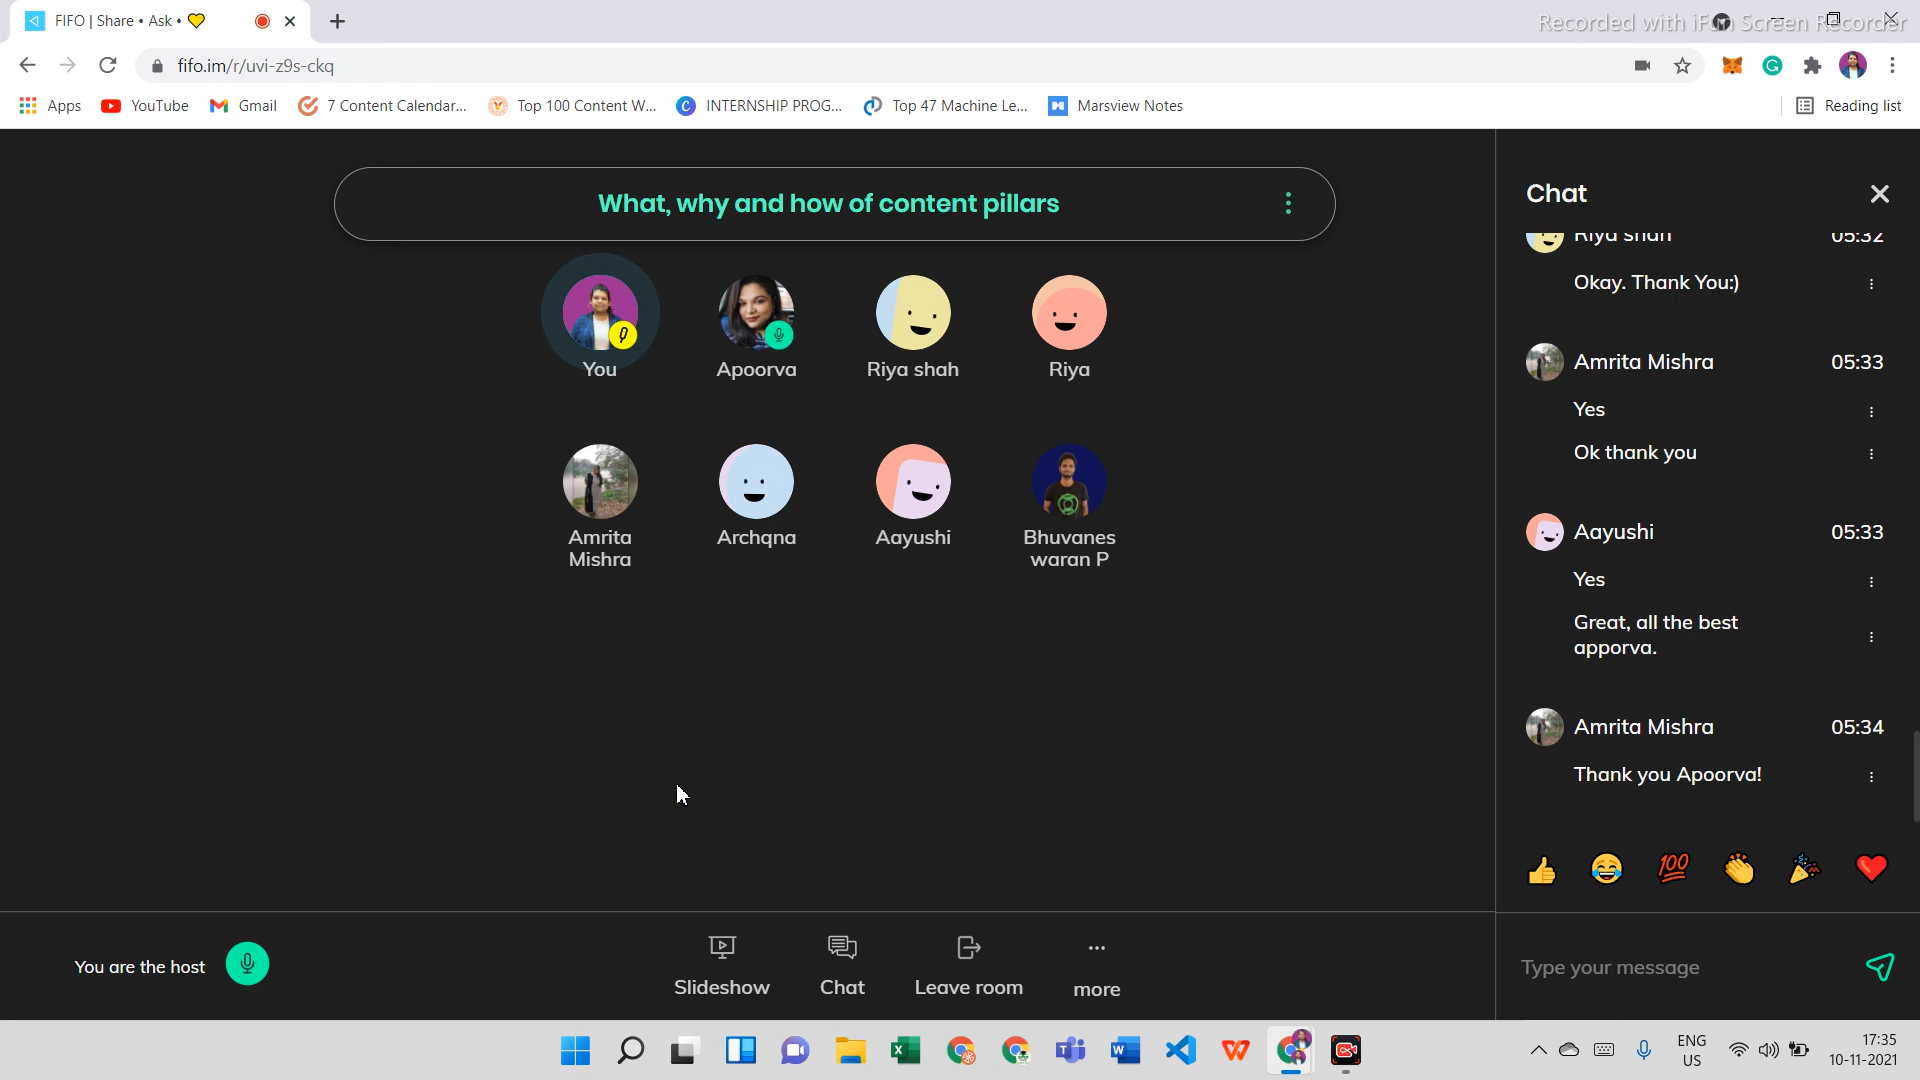 FIFO | Share • Ask •
Recorded with iFun Screen Recorder
fifo.im/r/uvi-z9s-ckq
Apps
YouTube
Gmail
7 Content Calendar...
Top 100 Content W...
INTERNSHIP PROG...
Top 47 Machine Le...
Marsview Notes
Reading list
What, why and how of content pillars
You
Apoorva
Riya shah
Riya
Amrita
Mishra
Archqna
Aayushi
Bhuvanes
waran P
Chat
Riya shah 05:32
Okay. Thank You:)
Amrita Mishra 05:33
Yes
Ok thank you
Aayushi 05:33
Yes
Great, all the best
apporva.
Amrita Mishra 05:34
Thank you Apoorva!
100
Type your message
You are the host
Slideshow
Chat
Leave room
more
ENG
US
17:35
10-11-2021